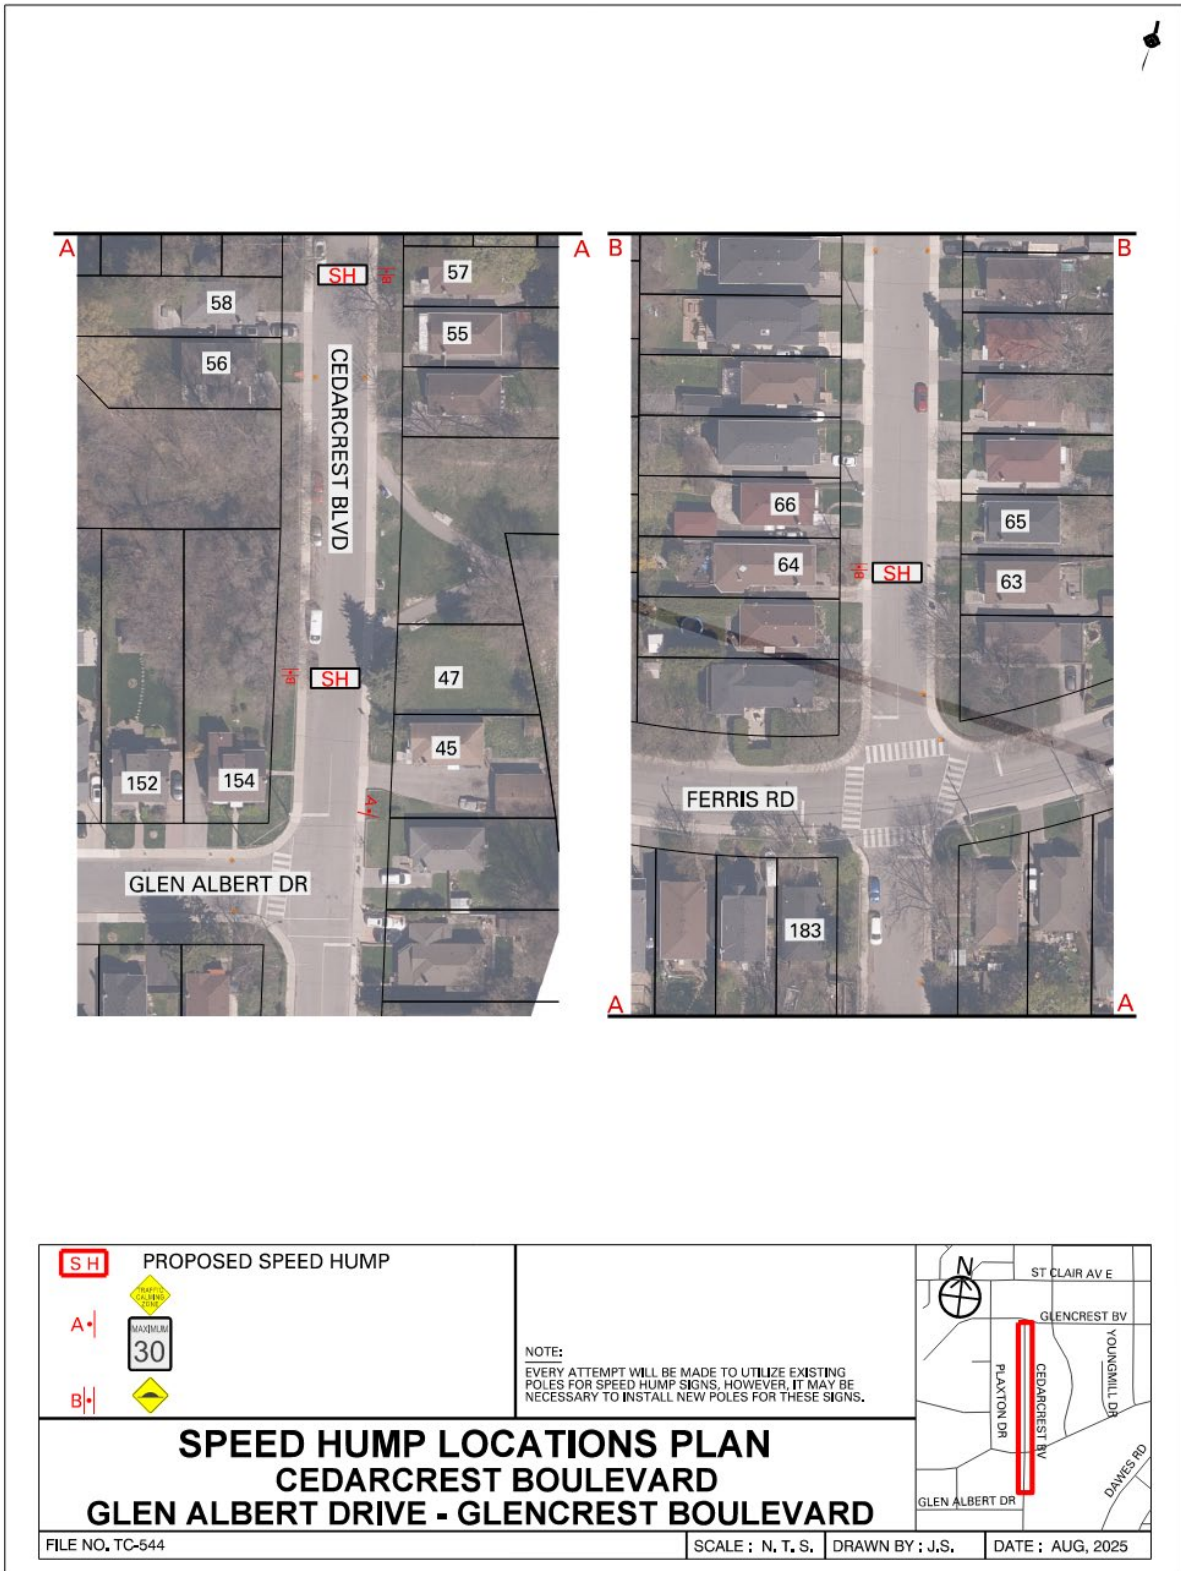 A A
B B
SH
B
57
58
55
56
CEDARCREST BLVD
SH
B
47
45
152
154
A
GLEN ALBERT DR
66
65
64
B
SH
63
FERRIS RD
183
A A
SH PROPOSED SPEED HUMP
TRAFFIC
CALMING
ZONE
A
MAXIMUM
30
B
NOTE:
EVERY ATTEMPT WILL BE MADE TO UTILIZE EXISTING
POLES FOR SPEED HUMP SIGNS, HOWEVER, IT MAY BE
NECESSARY TO INSTALL NEW POLES FOR THESE SIGNS.
N
ST CLAIR AV E
GLENCREST BV
YOUNGMILL DR
PLAXTON DR
CEDARCREST BV
DAWES RD
GLEN ALBERT DR
SPEED HUMP LOCATIONS PLAN
CEDARCREST BOULEVARD
GLEN ALBERT DRIVE - GLENCREST BOULEVARD
FILE NO. TC-544
SCALE : N. T. S.
DRAWN BY : J.S.
DATE : AUG, 2025